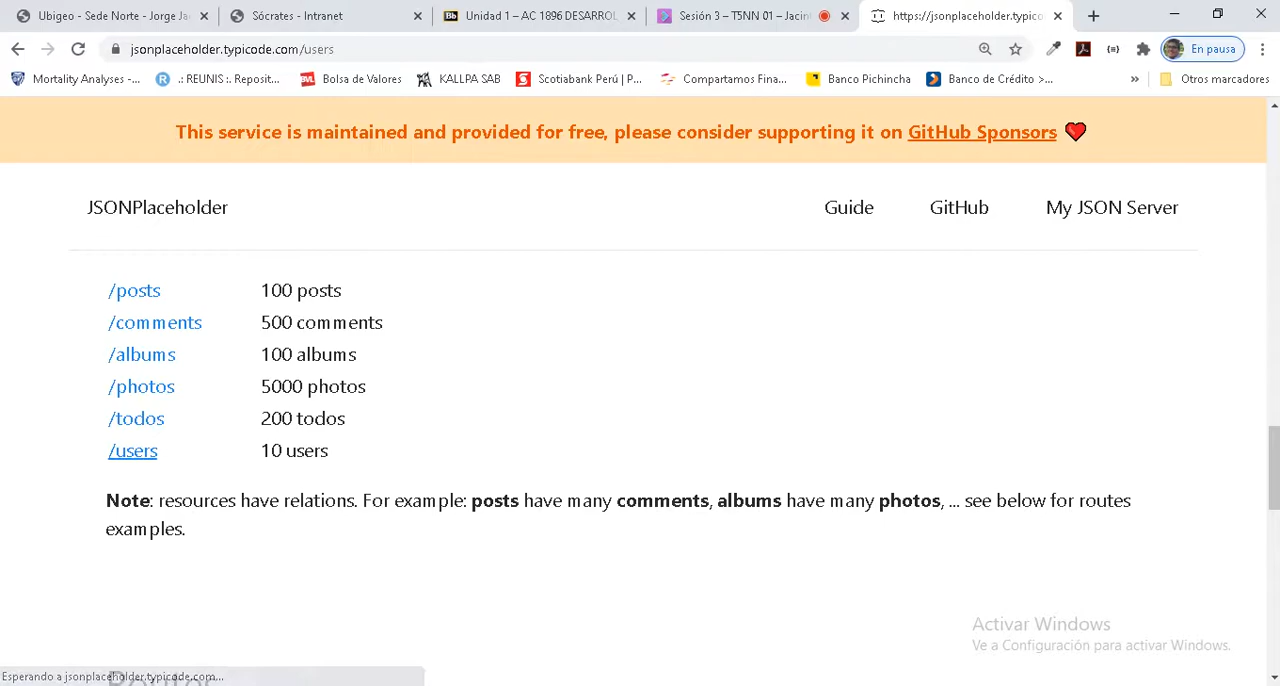 Ubigeo - Sede Norte - Jorge Ja
Sócrates - Intranet
Bb Unidad 1 – AC 1896 DESARROL
Sesión 3 – T5NN 01 – Jacin
https://jsonplaceholder.typico
jsonplaceholder.typicode.com/users
En pausa
Mortality Analyses -...
R .: REUNIS :. Reposit...
Bolsa de Valores
KALLPA SAB
S Scotiabank Perú | P...
Compartamos Fina...
Banco Pichincha
Banco de Crédito >...
»
Otros marcadores
This service is maintained and provided for free, please consider supporting it on GitHub Sponsors
JSONPlaceholder
Guide
GitHub
My JSON Server
/posts 100 posts
/comments 500 comments
/albums 100 albums
/photos 5000 photos
/todos 200 todos
/users 10 users
Note: resources have relations. For example: posts have many comments, albums have many photos, ... see below for routes
examples.
Activar Windows
Ve a Configuración para activar Windows.
Esperando a jsonplaceholder.typicode.com...